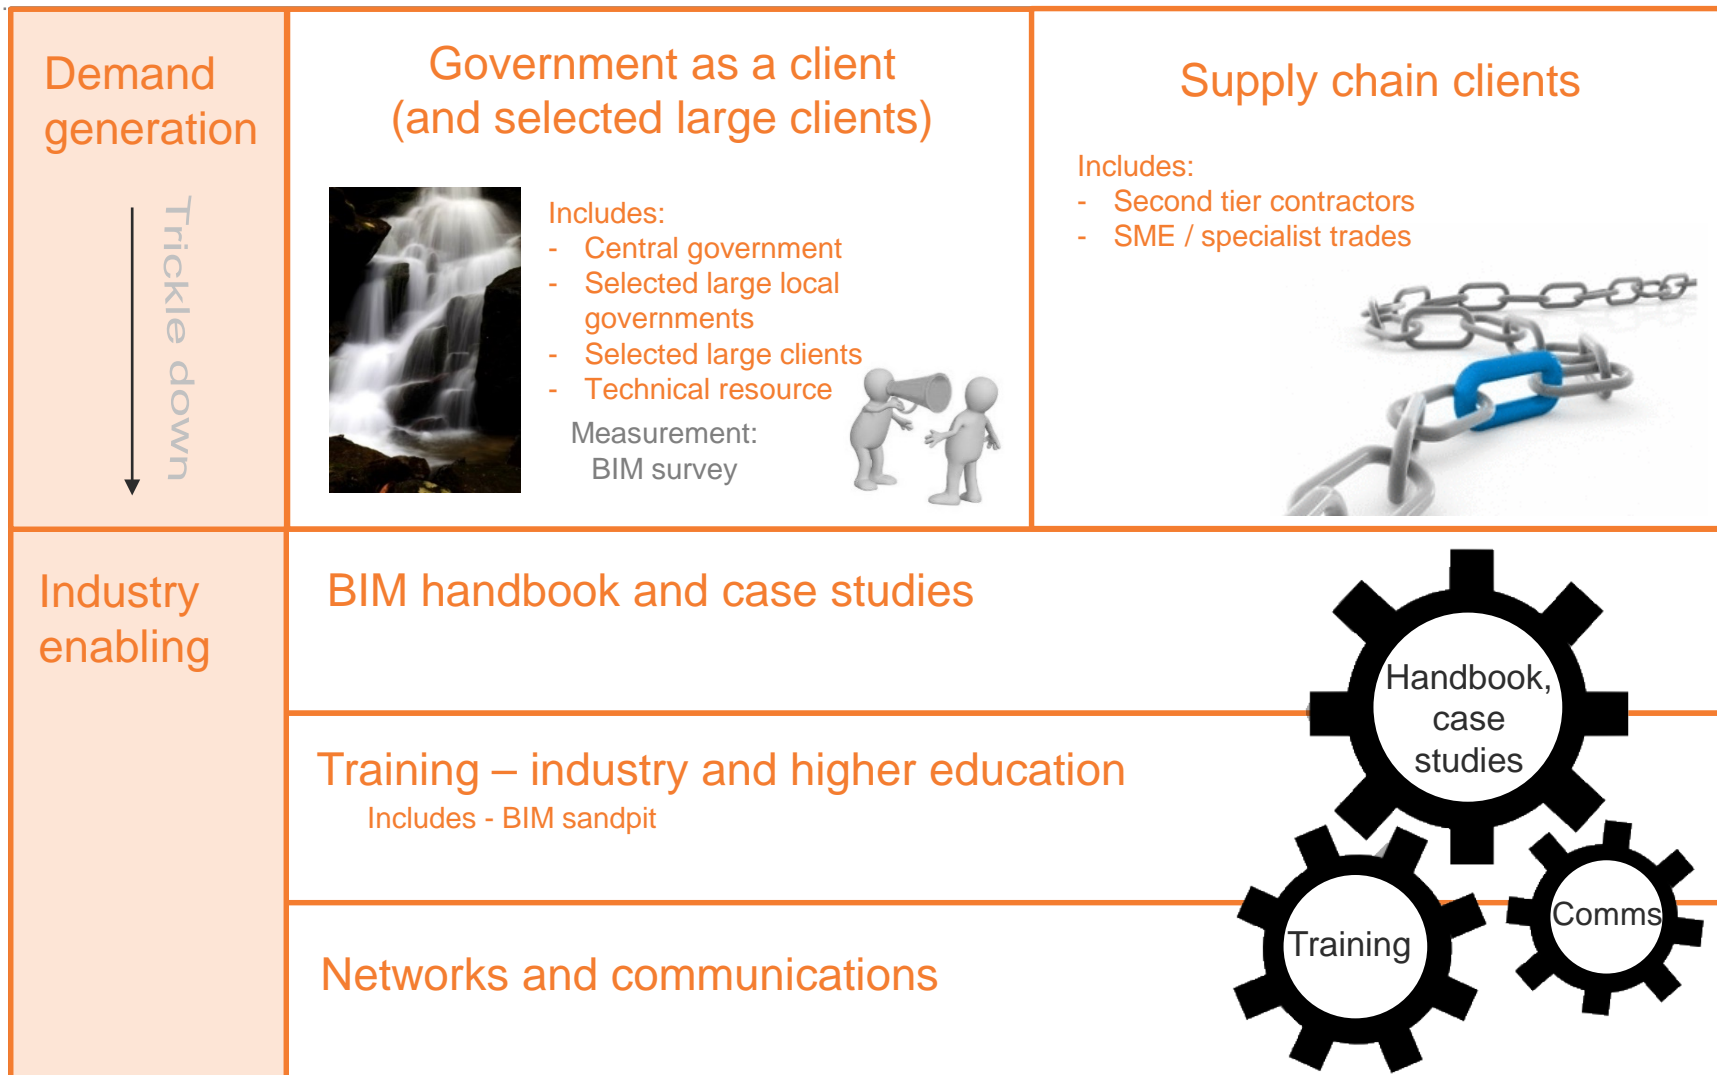 Demand
generation
Trickle down
Government as a client
(and selected large clients)
Includes:
- Central government
- Selected large local
governments
- Selected large clients
- Technical resource
Measurement:
BIM survey
Supply chain clients
Includes:
- Second tier contractors
- SME / specialist trades
Industry
enabling
BIM handbook and case studies
Training – industry and higher education
Includes - BIM sandpit
Networks and communications
Handbook,
case
studies
Training
Comms